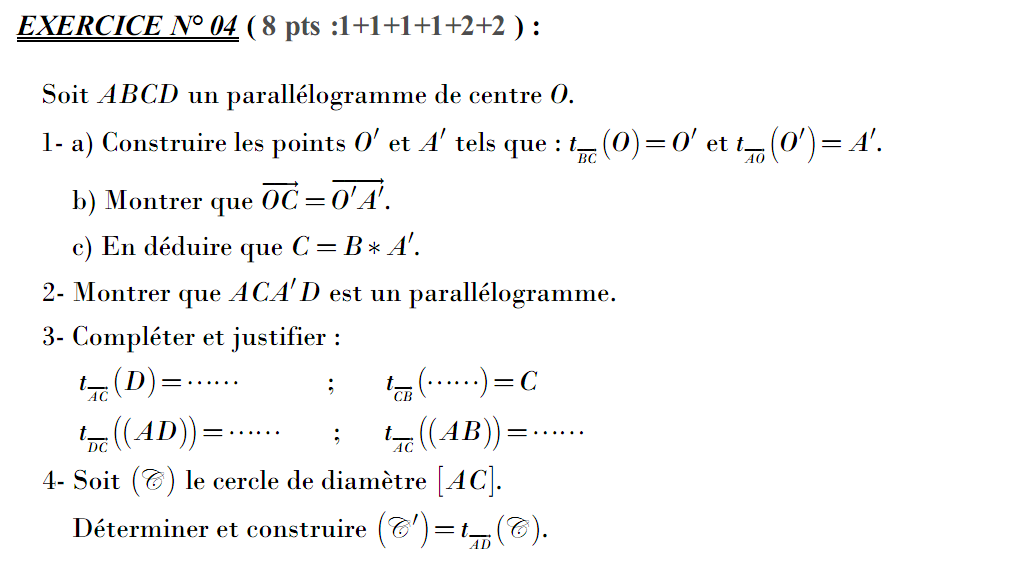 EXERCICE N° 04 ( 8 pts :1+1+1+1+2+2 ) :
Soit ABCD un parallélogramme de centre O.
1- a) Construire les points O' et A' tels que : t_{\overrightarrow{BC}}(O) = O' et t_{\overrightarrow{AO}}(O') = A'.
b) Montrer que \overrightarrow{OC} = \overrightarrow{O'A'}.
c) En déduire que C = B * A'.
2- Montrer que ACA'D est un parallélogramme.
3- Compléter et justifier :
t_{\overrightarrow{AC}}(D) = ⋯⋯ ; t_{\overrightarrow{CB}}(⋯⋯) = C
t_{\overrightarrow{DC}}((AD)) = ⋯⋯ ; t_{\overrightarrow{AC}}((AB)) = ⋯⋯
4- Soit (𝒞) le cercle de diamètre [AC].
Déterminer et construire (𝒞') = t_{\overrightarrow{AD}}(𝒞).